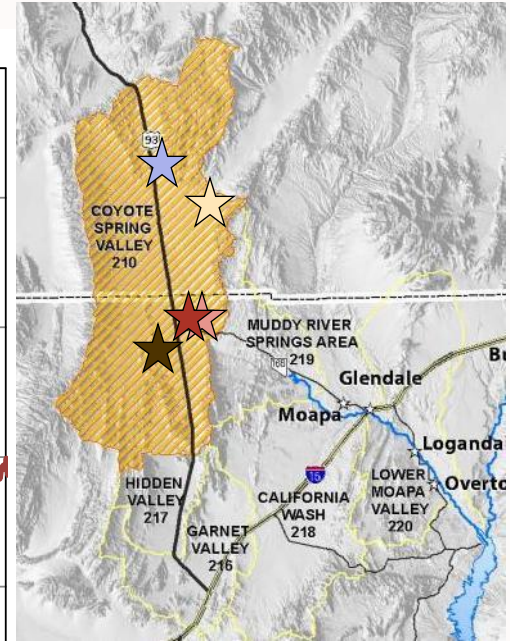 93
COYOTE
SPRING
VALLEY
210
MUDDY RIVER
SPRINGS AREA
219
168
Glendale
Moapa
Bu
Loganda
15
HIDDEN
VALLEY
217
CALIFORNIA
WASH
218
LOWER
MOAPA
VALLEY
220
Overto
GARNET
VALLEY
216